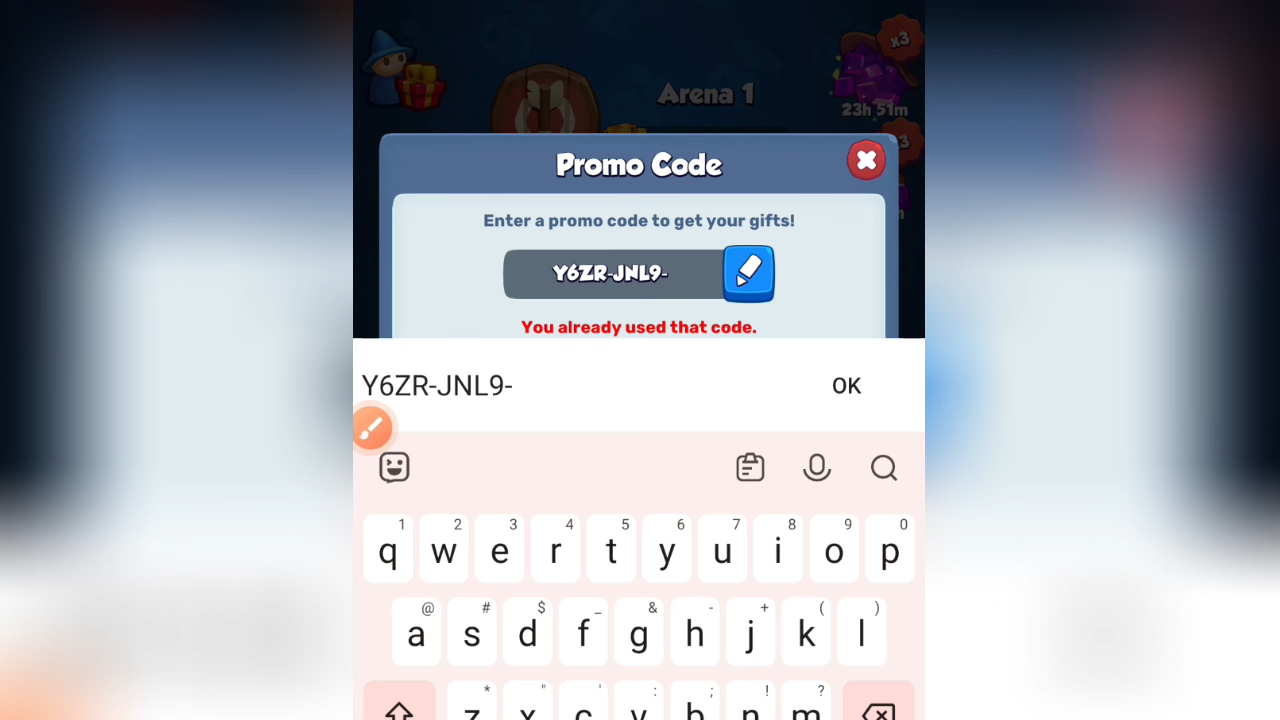 x3
Arena 1
23h 51m
Promo Code
Enter a promo code to get your gifts!
Y6ZR-JNL9-
You already used that code.
Y6ZR-JNL9-
OK
1 2 3 4 5 6 7 8 9 0
q w e r t y u i o p
@ # $ _ & - + ( )
a s d f g h j k l
* " ' : ; ! ?
z x c v b n m